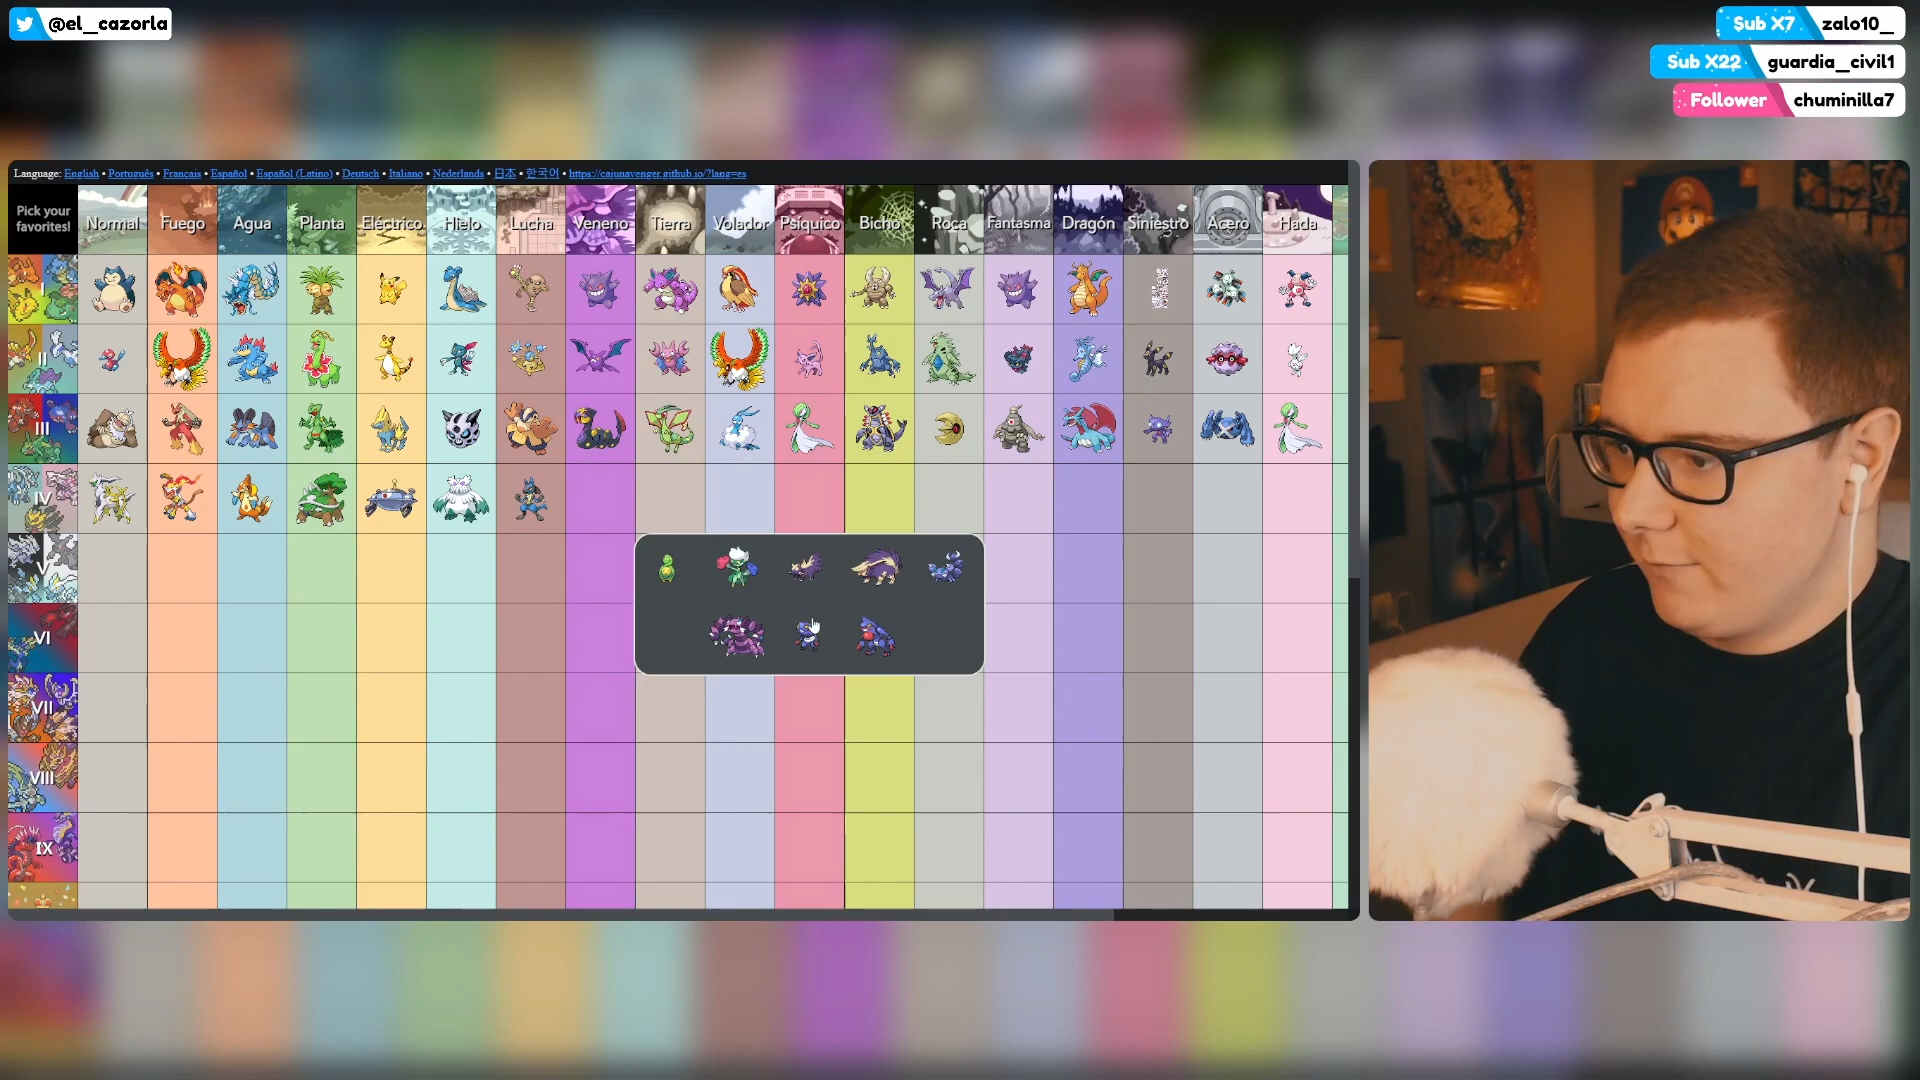 @el_cazorla
Sub X7 zalo10_
Sub X22 guardia_civil1
Follower chuminilla7
Language: English • Português • Français • Español • Español (Latino) • Deutsch • Italiano • Nederlands • 日本 • 한국어 • https://cajunavenger.github.io/?lang=es
Pick your
favorites!
Normal Fuego Agua Planta Eléctrico Hielo Lucha Veneno Tierra Volador Psíquico Bicho Roca Fantasma Dragón Siniestro Acero Hada
I
II
III
IV
V
VI
VII
VIII
IX